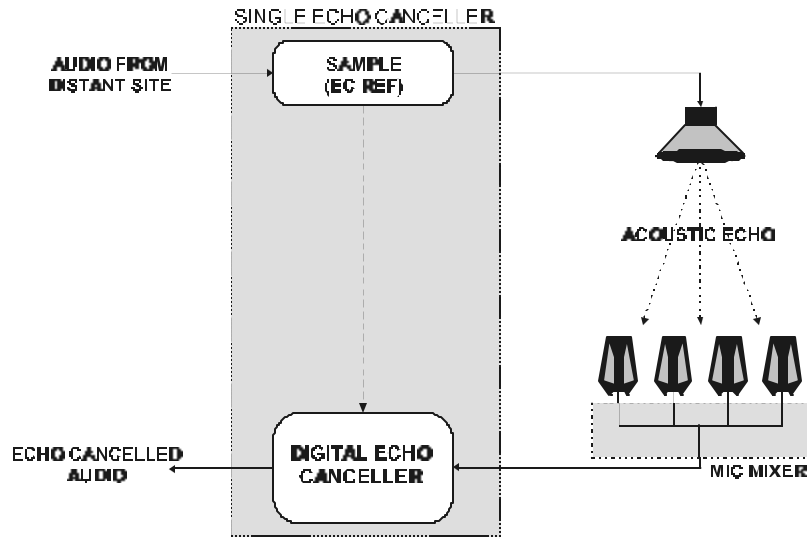 SINGLE ECHO CANCELLER
AUDIO FROM
DISTANT SITE
SAMPLE
(EC REF)
ACOUSTIC ECHO
ECHO CANCELLED
AUDIO
DIGITAL ECHO
CANCELLER
MIC MIXER